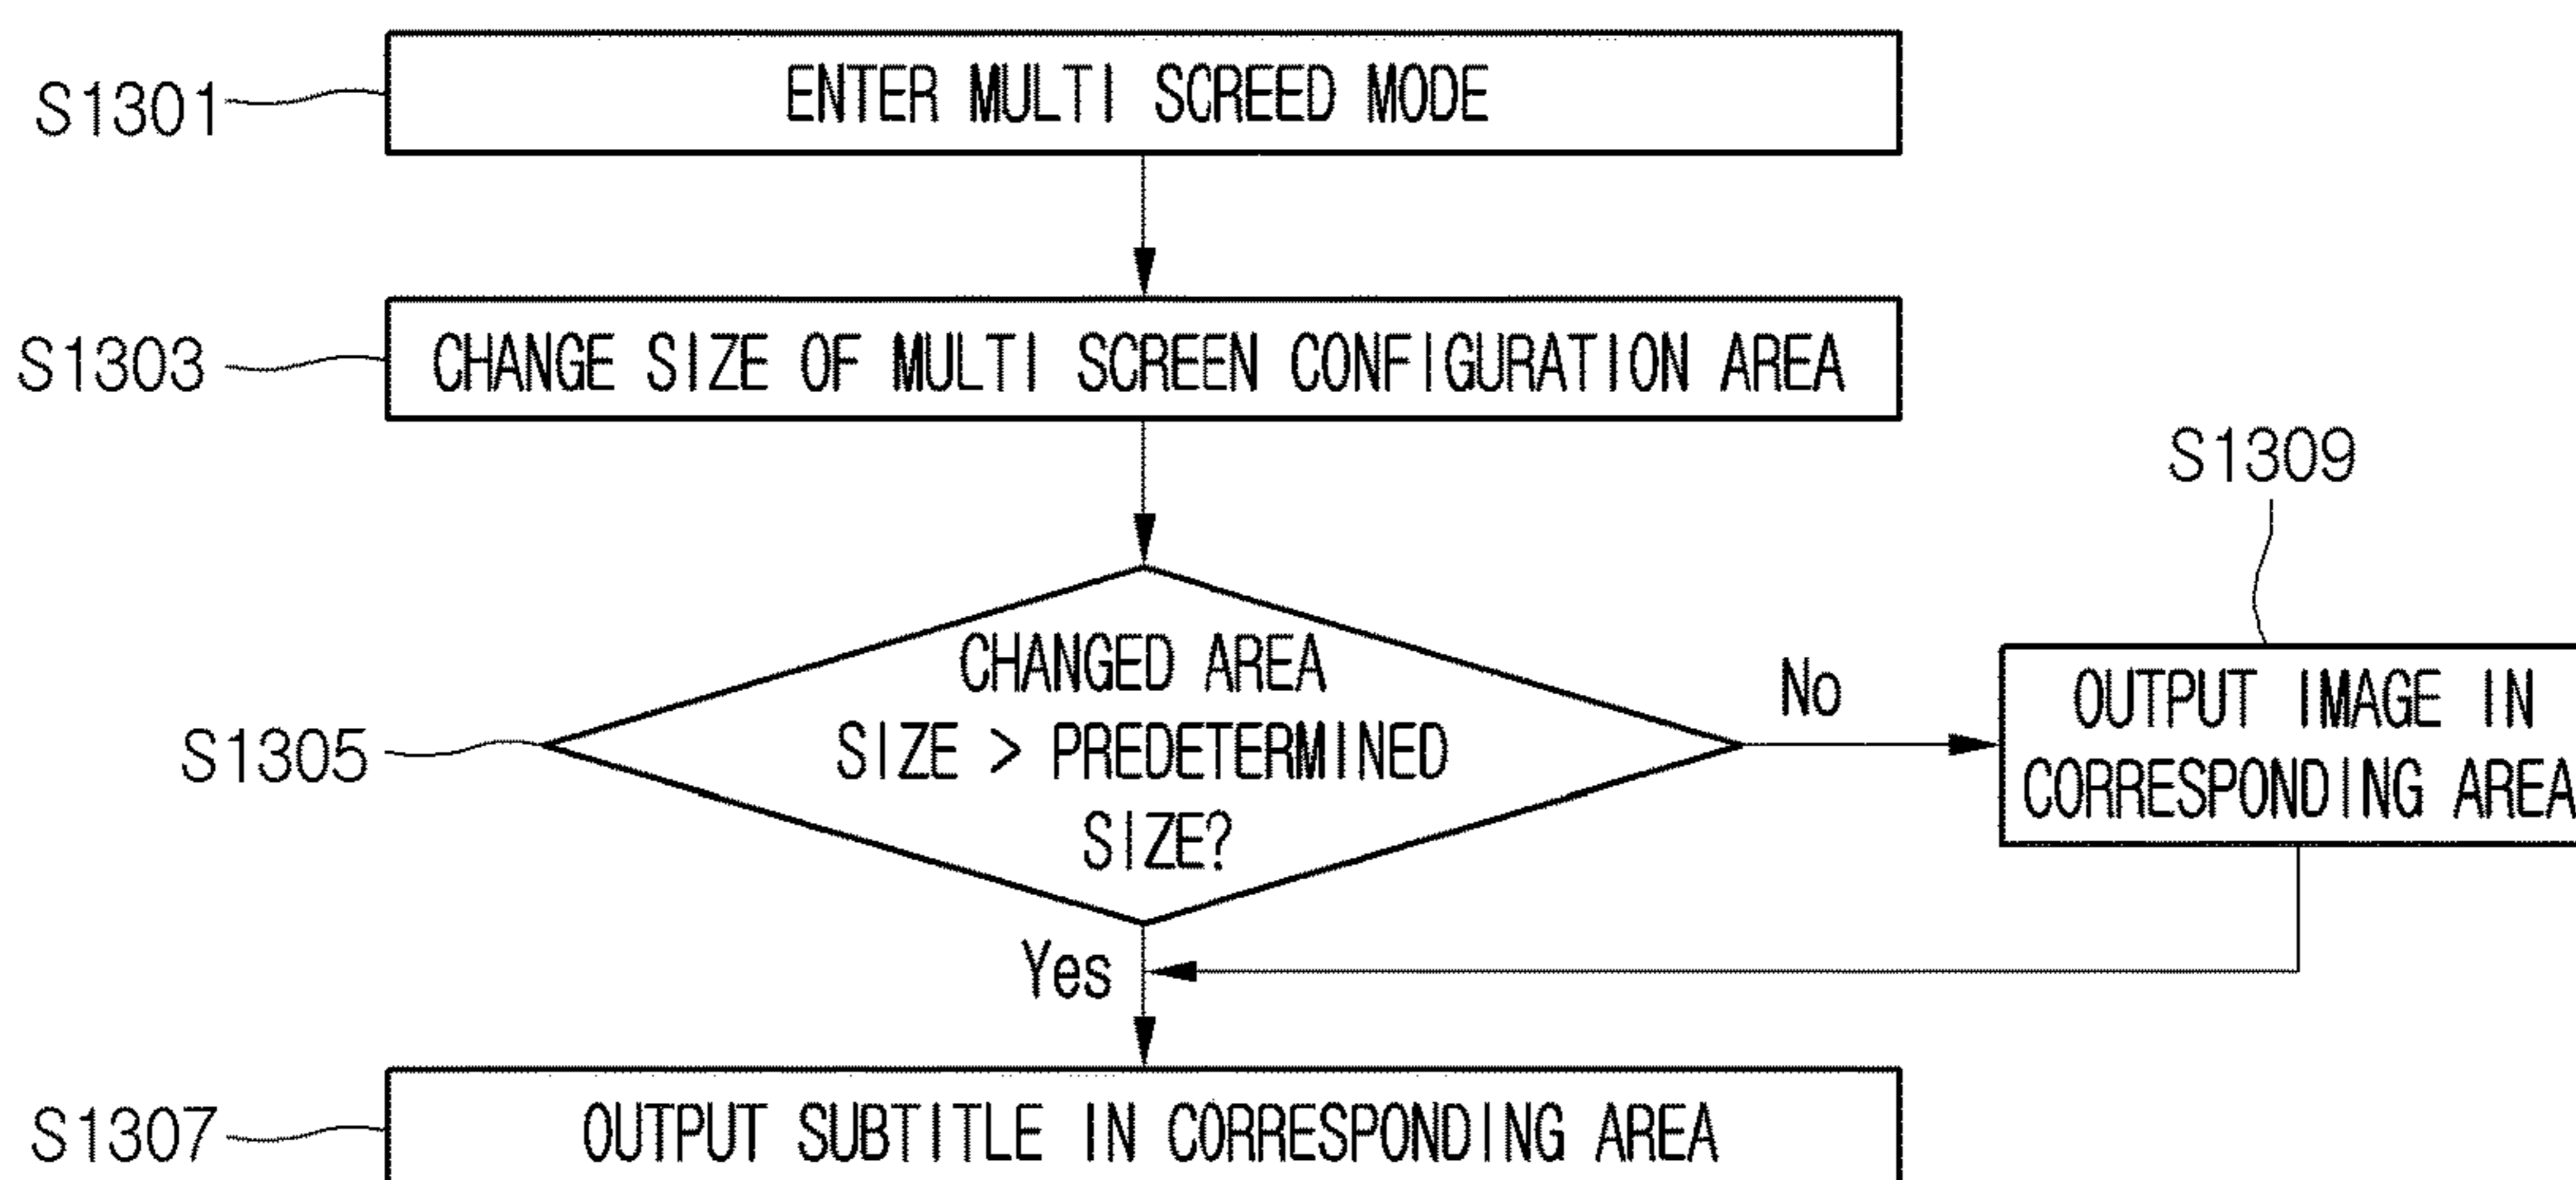 S1301
ENTER MULTI SCREED MODE
S1303
CHANGE SIZE OF MULTI SCREEN CONFIGURATION AREA
S1305
CHANGED AREA
SIZE > PREDETERMINED
SIZE?
No
S1309
OUTPUT IMAGE IN
CORRESPONDING AREA
Yes
S1307
OUTPUT SUBTITLE IN CORRESPONDING AREA